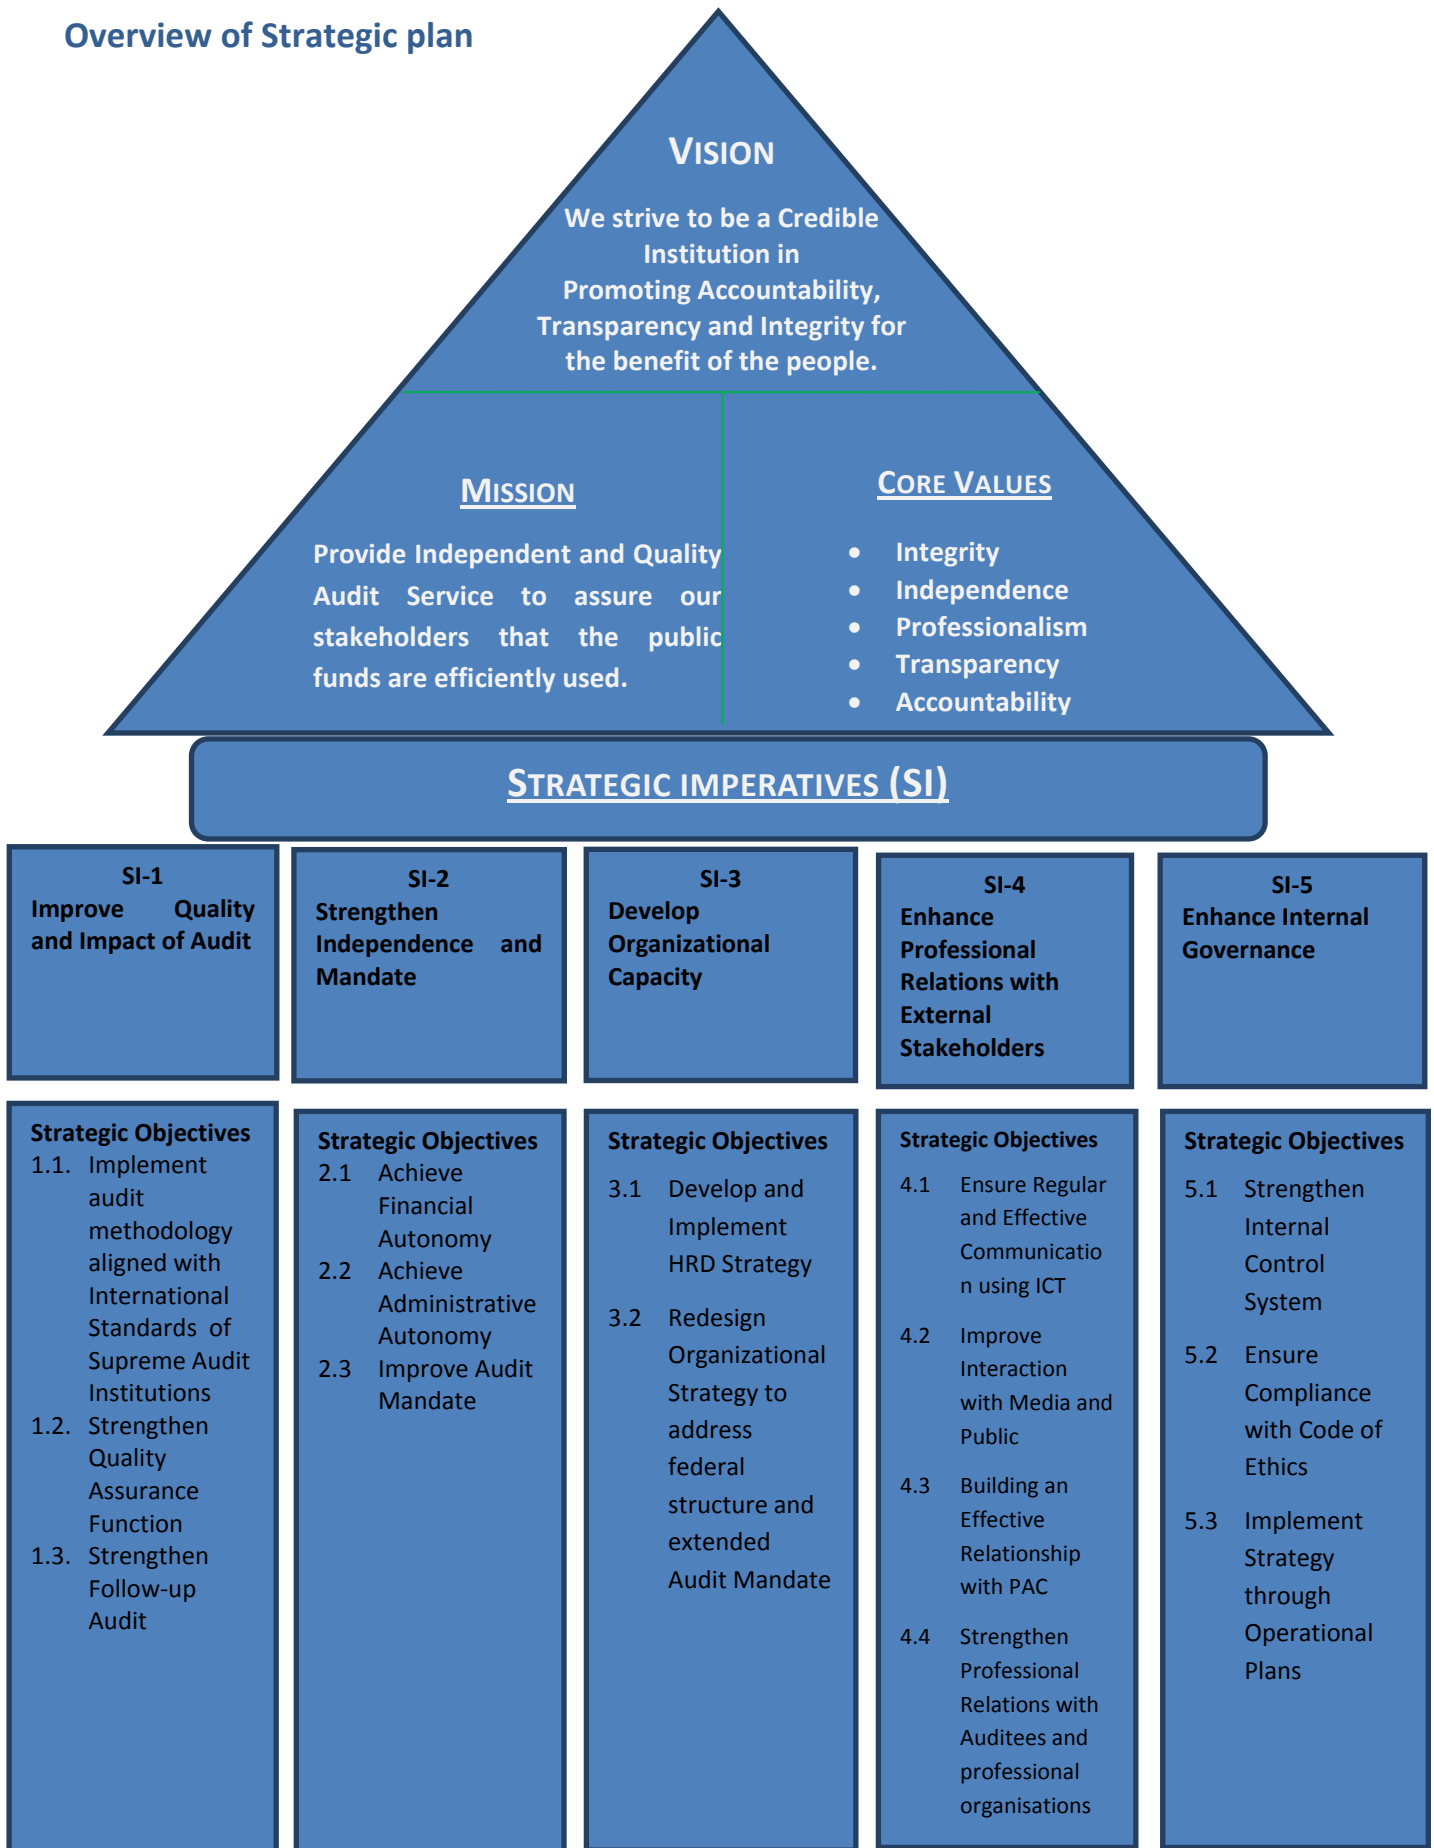 Overview of Strategic plan
VISION
We strive to be a Credible
Institution in
Promoting Accountability,
Transparency and Integrity for
the benefit of the people.
MISSION
Provide Independent and Quality
Audit Service to assure our
stakeholders that the public
funds are efficiently used.
CORE VALUES
• Integrity
• Independence
• Professionalism
• Transparency
• Accountability
STRATEGIC IMPERATIVES (SI)
SI-1
Improve Quality
and Impact of Audit
SI-2
Strengthen
Independence and
Mandate
SI-3
Develop
Organizational
Capacity
SI-4
Enhance
Professional
Relations with
External
Stakeholders
SI-5
Enhance Internal
Governance
Strategic Objectives
1.1. Implement
audit
methodology
aligned with
International
Standards of
Supreme Audit
Institutions
1.2. Strengthen
Quality
Assurance
Function
1.3. Strengthen
Follow-up
Audit
Strategic Objectives
2.1 Achieve
Financial
Autonomy
2.2 Achieve
Administrative
Autonomy
2.3 Improve Audit
Mandate
Strategic Objectives
3.1 Develop and
Implement
HRD Strategy
3.2 Redesign
Organizational
Strategy to
address
federal
structure and
extended
Audit Mandate
Strategic Objectives
4.1 Ensure Regular
and Effective
Communicatio
n using ICT
4.2 Improve
Interaction
with Media and
Public
4.3 Building an
Effective
Relationship
with PAC
4.4 Strengthen
Professional
Relations with
Auditees and
professional
organisations
Strategic Objectives
5.1 Strengthen
Internal
Control
System
5.2 Ensure
Compliance
with Code of
Ethics
5.3 Implement
Strategy
through
Operational
Plans